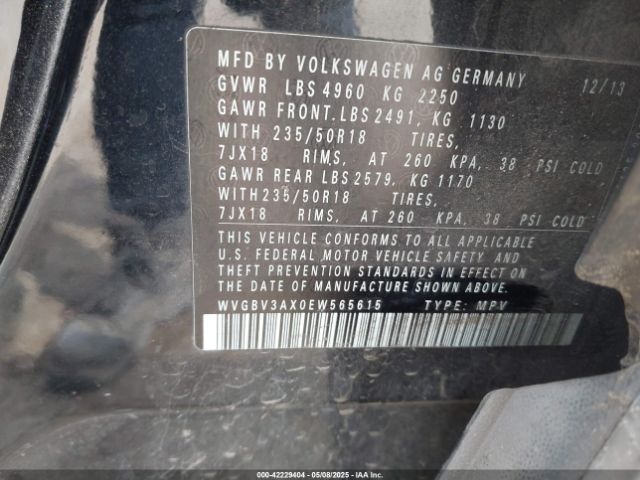 MFD BY VOLKSWAGEN AG GERMANY 12/13
GVWR LBS 4960 KG 2250
GAWR FRONT.LBS 2491, KG 1130
WITH 235/50R18 TIRES,
7JX18 RIMS, AT 260 KPA, 38 PSI COLD
GAWR REAR LBS 2579, KG 1170
WITH 235/50R18 TIRES,
7JX18 RIMS, AT 260 KPA, 38 PSI COLD
THIS VEHICLE CONFORMS TO ALL APPLICABLE
U.S. FEDERAL MOTOR VEHICLE SAFETY AND
THEFT PREVENTION STANDARDS IN EFFECT ON
THE DATE OF MANUFACTURE SHOWN ABOVE.
WVGBV3AX0EW565615 TYPE: MPV
000-42229404 - 05/08/2025 - IAAI Copyright